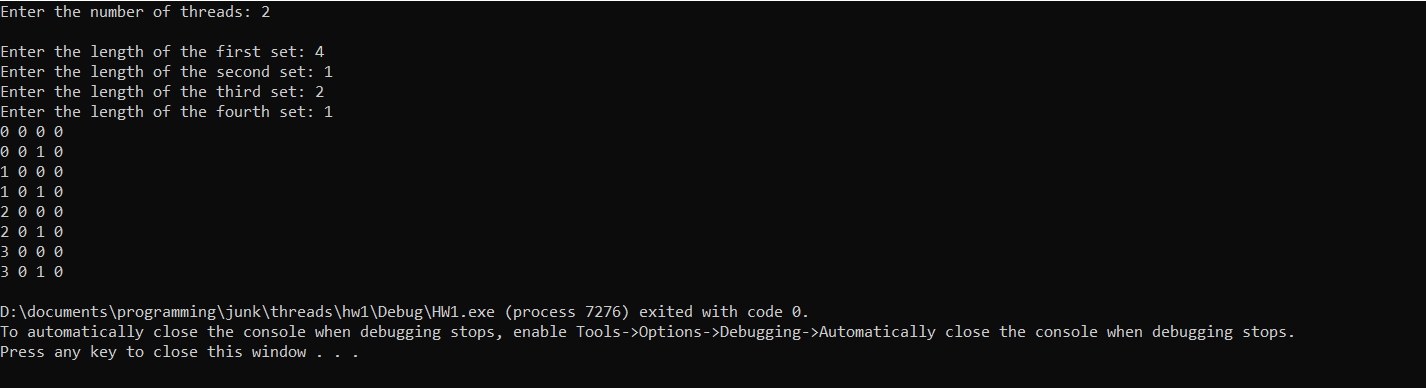 Enter the number of threads: 2
Enter the length of the first set: 4
Enter the length of the second set: 1
Enter the length of the third set: 2
Enter the length of the fourth set: 1
0 0 0 0
0 0 1 0
1 0 0 0
1 0 1 0
2 0 0 0
2 0 1 0
3 0 0 0
3 0 1 0
D:\documents\programming\junk\threads\hw1\Debug\HW1.exe (process 7276) exited with code 0.
To automatically close the console when debugging stops, enable Tools->Options->Debugging->Automatically close the console when debugging stops.
Press any key to close this window . . .